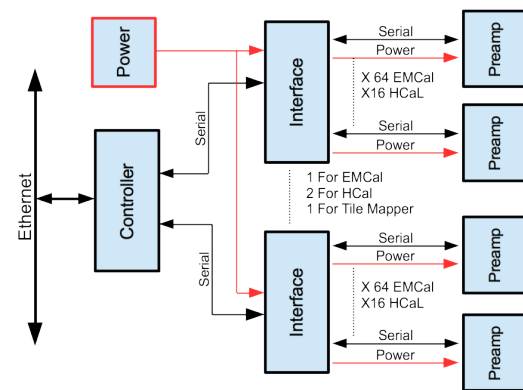 Power
Ethernet
Controller
Serial
Serial
Interface
Serial
Power
X 64 EMCal
X16 HCaL
Serial
Power
Preamp
Preamp
1 For EMCal
2 For HCal
1 For Tile Mapper
Interface
Serial
Power
X 64 EMCal
X16 HCaL
Serial
Power
Preamp
Preamp